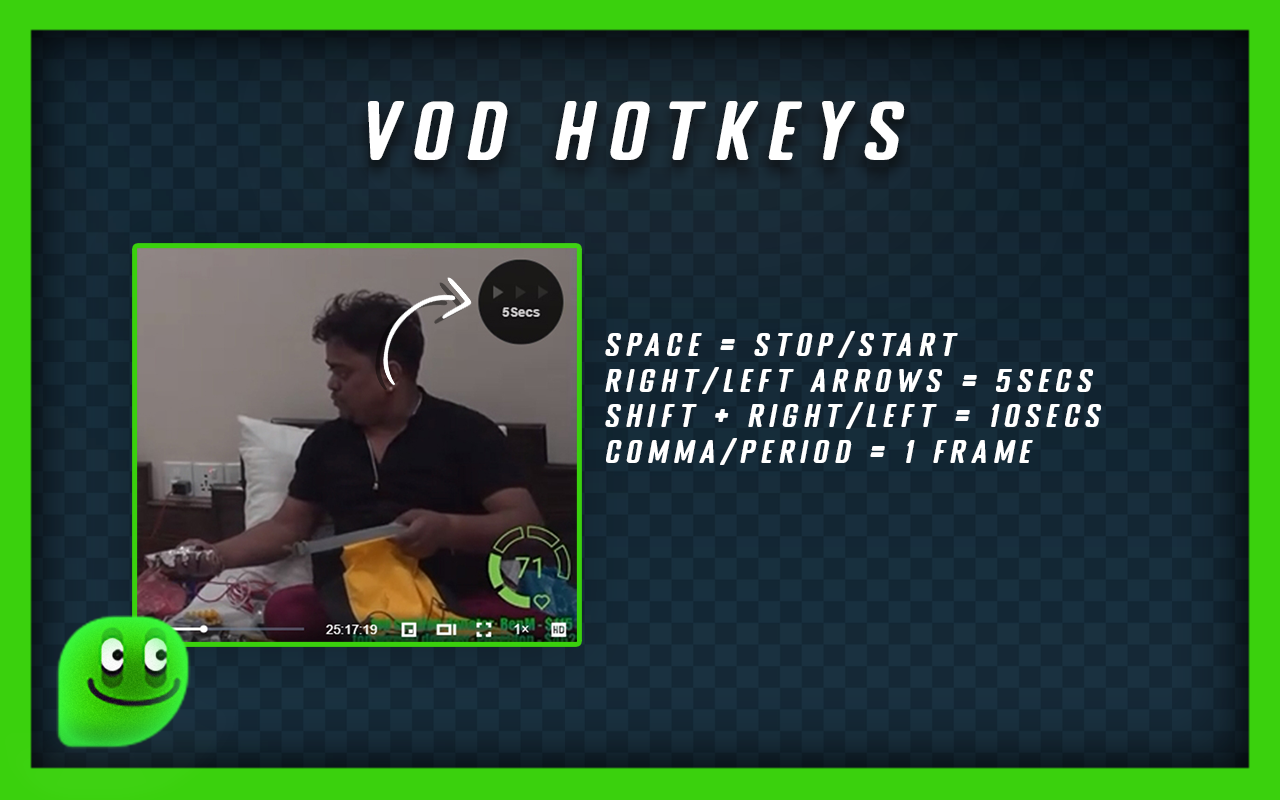 VOD HOTKEYS
5Secs
SPACE = STOP/START
RIGHT/LEFT ARROWS = 5SECS
SHIFT + RIGHT/LEFT = 10SECS
COMMA/PERIOD = 1 FRAME
71
25:17:19
1×
HD